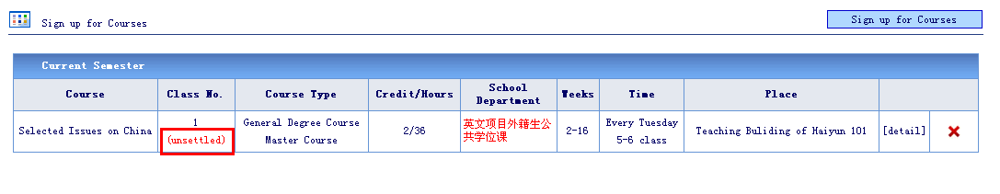 Sign up for Courses
Sign up for Courses
Current Semester
Course Class No. Course Type Credit/Hours School Department Weeks Time Place
Selected Issues on China 1 (unsettled) General Degree Course Master Course 2/36 英文项目外籍生公共学位课 2-16 Every Tuesday 5-6 class Teaching Buliding of Haiyun 101 [detail]